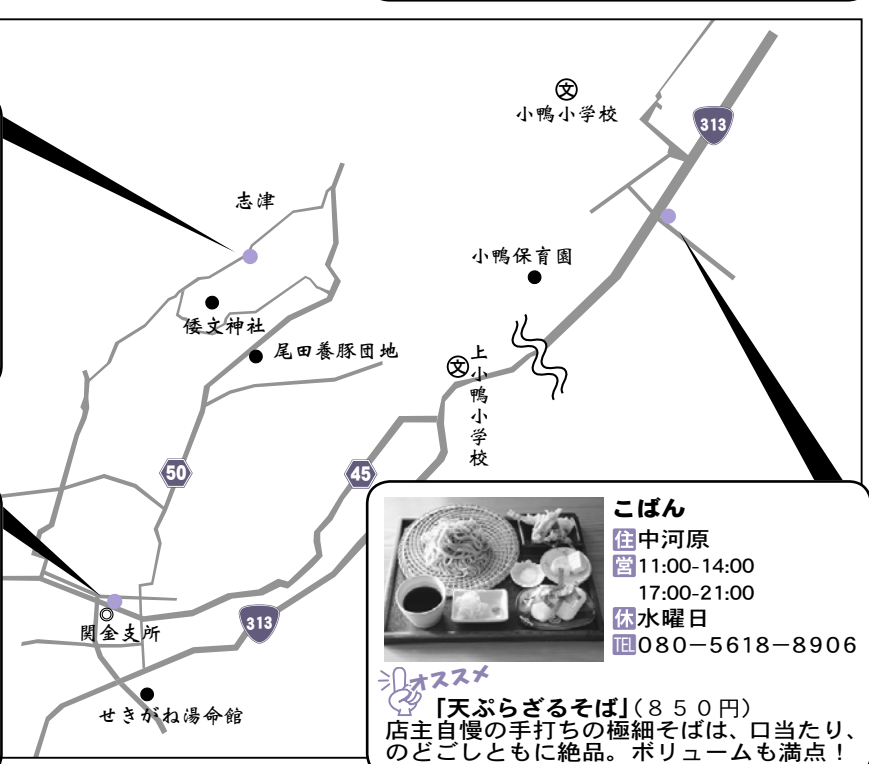 文
小鴨小学校
313
志津
小鴨保育園
倭文神社
尾田養豚団地
文
上小鴨小学校
50
45
関金支所
313
せきがね湯命館
こばん
住中河原
営11:00-14:00
17:00-21:00
休水曜日
TEL080−5618−8906
オススメ
「天ぷらざるそば」(８５０円)
店主自慢の手打ちの極細そばは、口当たり、
のどごしともに絶品。ボリュームも満点！